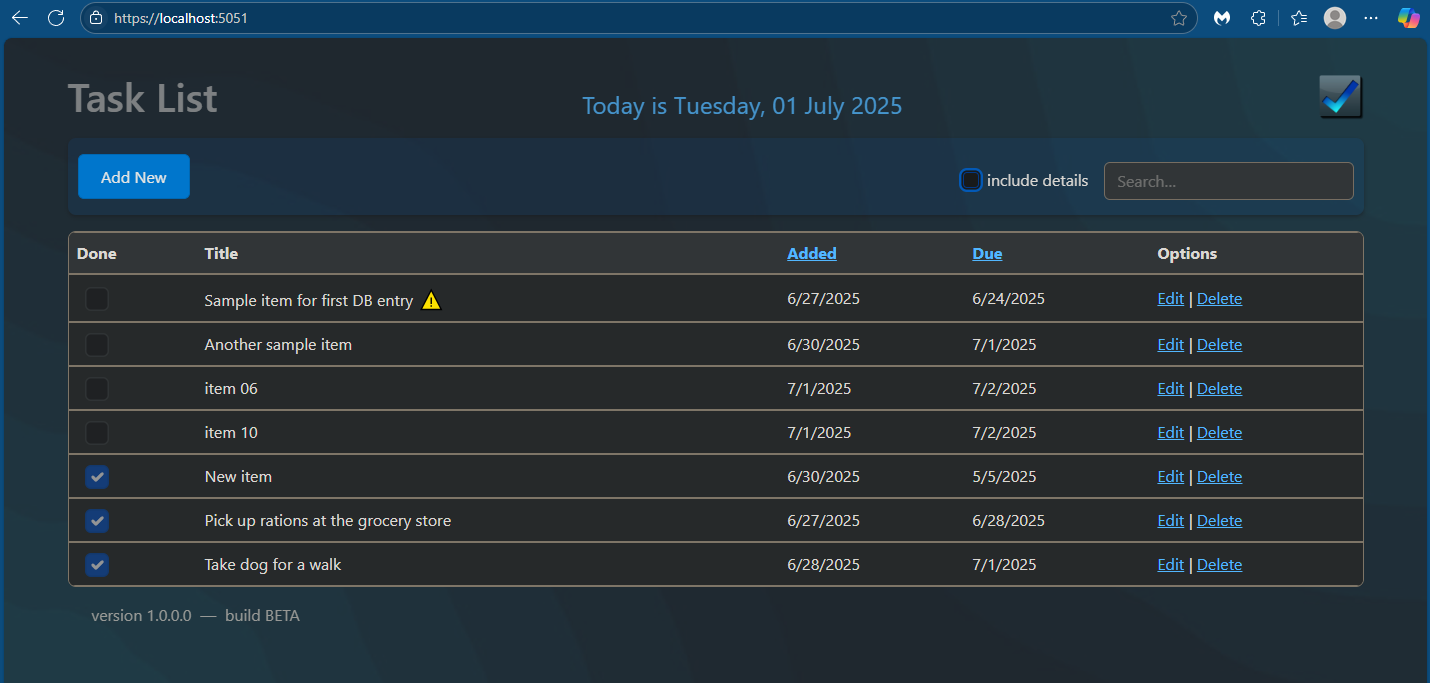 https://localhost:5051
Task List
Today is Tuesday, 01 July 2025
Add New
include details
Search...
Done Title Added Due Options
Sample item for first DB entry 6/27/2025 6/24/2025 Edit | Delete
Another sample item 6/30/2025 7/1/2025 Edit | Delete
item 06 7/1/2025 7/2/2025 Edit | Delete
item 10 7/1/2025 7/2/2025 Edit | Delete
New item 6/30/2025 5/5/2025 Edit | Delete
Pick up rations at the grocery store 6/27/2025 6/28/2025 Edit | Delete
Take dog for a walk 6/28/2025 7/1/2025 Edit | Delete
version 1.0.0.0 — build BETA